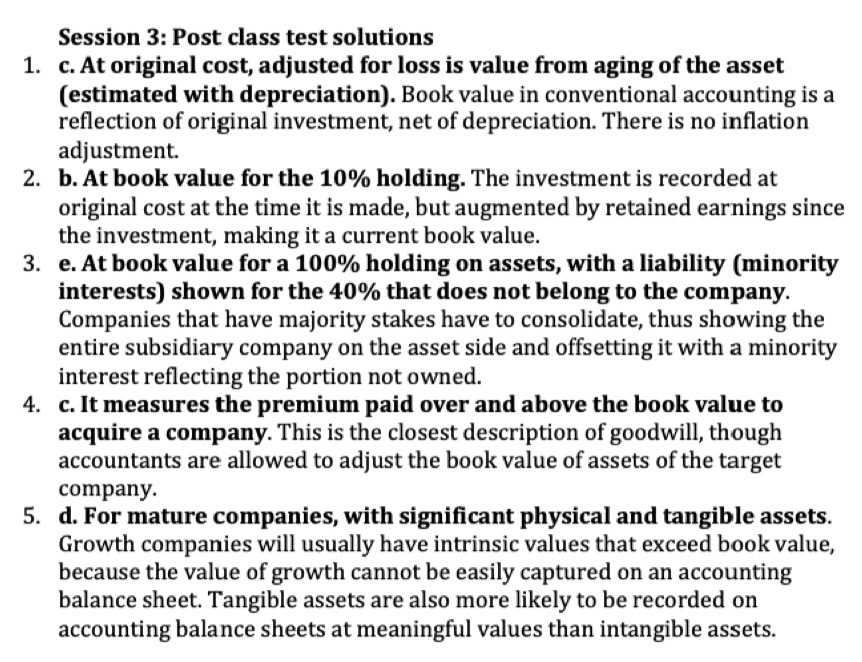 Session 3: Post class test solutions
1. c. At original cost, adjusted for loss is value from aging of the asset
(estimated with depreciation). Book value in conventional accounting is a
reflection of original investment, net of depreciation. There is no inflation
adjustment.
2. b. At book value for the 10% holding. The investment is recorded at
original cost at the time it is made, but augmented by retained earnings since
the investment, making it a current book value.
3. e. At book value for a 100% holding on assets, with a liability (minority
interests) shown for the 40% that does not belong to the company.
Companies that have majority stakes have to consolidate, thus showing the
entire subsidiary company on the asset side and offsetting it with a minority
interest reflecting the portion not owned.
4. c. It measures the premium paid over and above the book value to
acquire a company. This is the closest description of goodwill, though
accountants are allowed to adjust the book value of assets of the target
company.
5. d. For mature companies, with significant physical and tangible assets.
Growth companies will usually have intrinsic values that exceed book value,
because the value of growth cannot be easily captured on an accounting
balance sheet. Tangible assets are also more likely to be recorded on
accounting balance sheets at meaningful values than intangible assets.